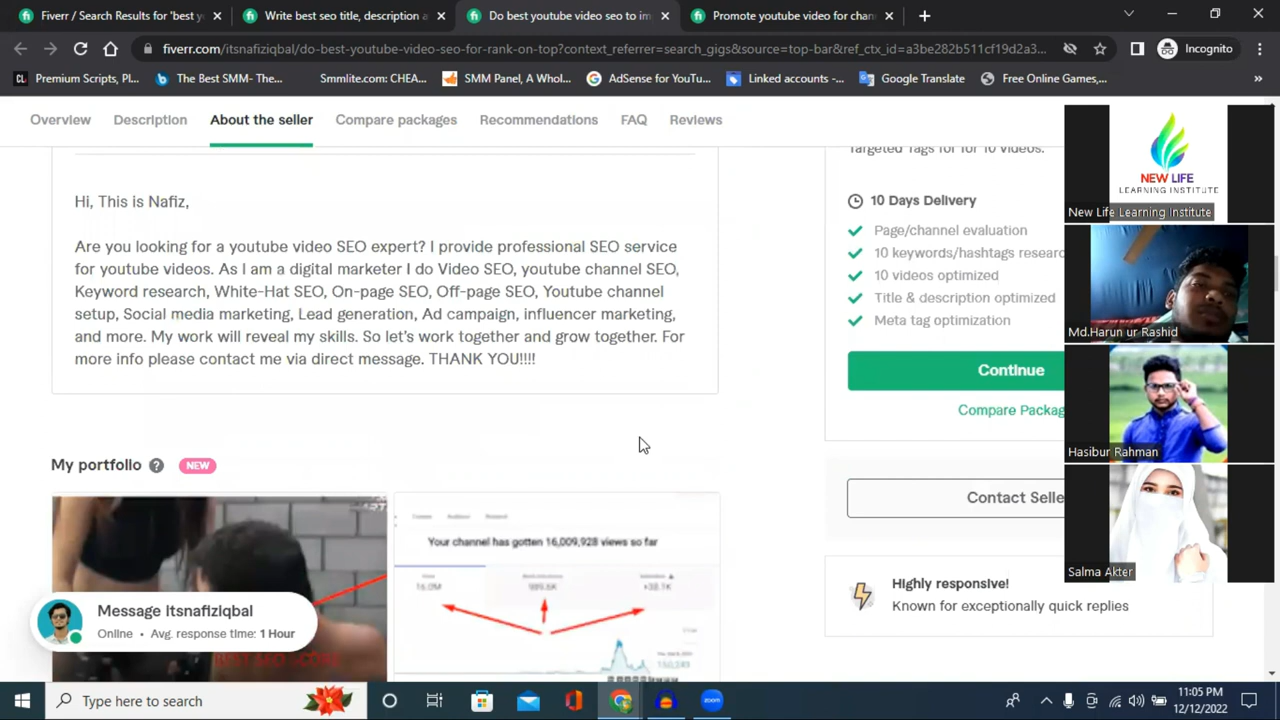 Fiverr / Search Results for 'best y
Write best seo title, description a
Do best youtube video seo to im
Promote youtube video for chan
fiverr.com/itsnafiziqbal/do-best-youtube-video-seo-for-rank-on-top?context_referrer=search_gigs&source=top-bar&ref_ctx_id=a3be282b511cf19d2a3...
Incognito
Premium Scripts, Pl...
The Best SMM- The...
Smmlite.com: CHEA...
SMM Panel, A Whol...
AdSense for YouTu...
Linked accounts -...
Google Translate
Free Online Games,...
Overview
Description
About the seller
Compare packages
Recommendations
FAQ
Reviews
Targeted Tags for for 10 videos.
Hi, This is Nafiz,
Are you looking for a youtube video SEO expert? I provide professional SEO service
for youtube videos. As I am a digital marketer I do Video SEO, youtube channel SEO,
Keyword research, White-Hat SEO, On-page SEO, Off-page SEO, Youtube channel
setup, Social media marketing, Lead generation, Ad campaign, influencer marketing,
and more. My work will reveal my skills. So let's work together and grow together. For
more info please contact me via direct message. THANK YOU!!!!
10 Days Delivery
Page/channel evaluation
10 keywords/hashtags researc
10 videos optimized
Title & description optimized
Meta tag optimization
Continue
Compare Packag
Contact Selle
Highly responsive!
Known for exceptionally quick replies
My portfolio
NEW
Your channel has gotten 16,009,928 views so far
16.0M
Message itsnafiziqbal
Online • Avg. response time: 1 Hour
BEST SEO SCORE
NEW LIFE
LEARNING INSTITUTE
New Life Learning Institute
Md.Harun ur Rashid
Hasibur Rahman
Salma Akter
Type here to search
zoom
11:05 PM
12/12/2022